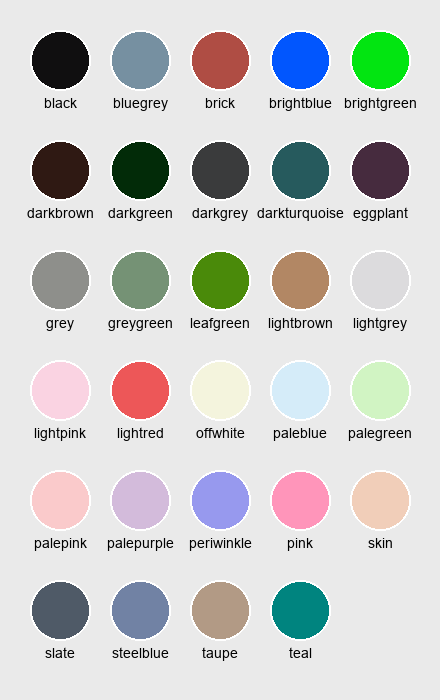 black bluegrey brick brightblue brightgreen
darkbrown darkgreen darkgrey darkturquoise eggplant
grey greygreen leafgreen lightbrown lightgrey
lightpink lightred offwhite paleblue palegreen
palepink palepurple periwinkle pink skin
slate steelblue taupe teal